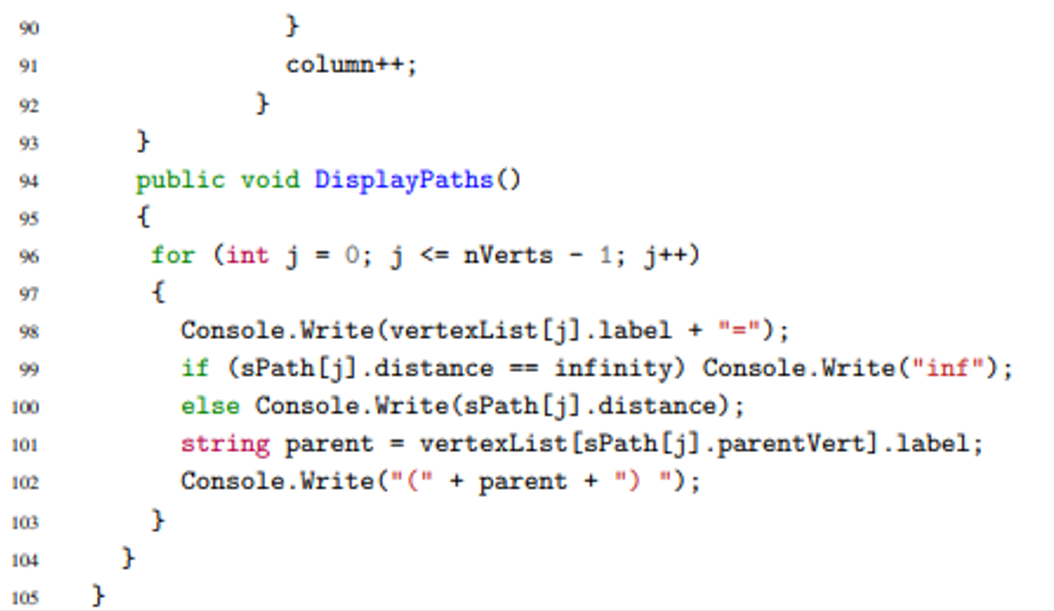 90 }
91 column++;
92 }
93 }
94 public void DisplayPaths()
95 {
96 for (int j = 0; j <= nVerts - 1; j++)
97 {
98 Console.Write(vertexList[j].label + "=");
99 if (sPath[j].distance == infinity) Console.Write("inf");
100 else Console.Write(sPath[j].distance);
101 string parent = vertexList[sPath[j].parentVert].label;
102 Console.Write("(" + parent + ") ");
103 }
104 }
105 }